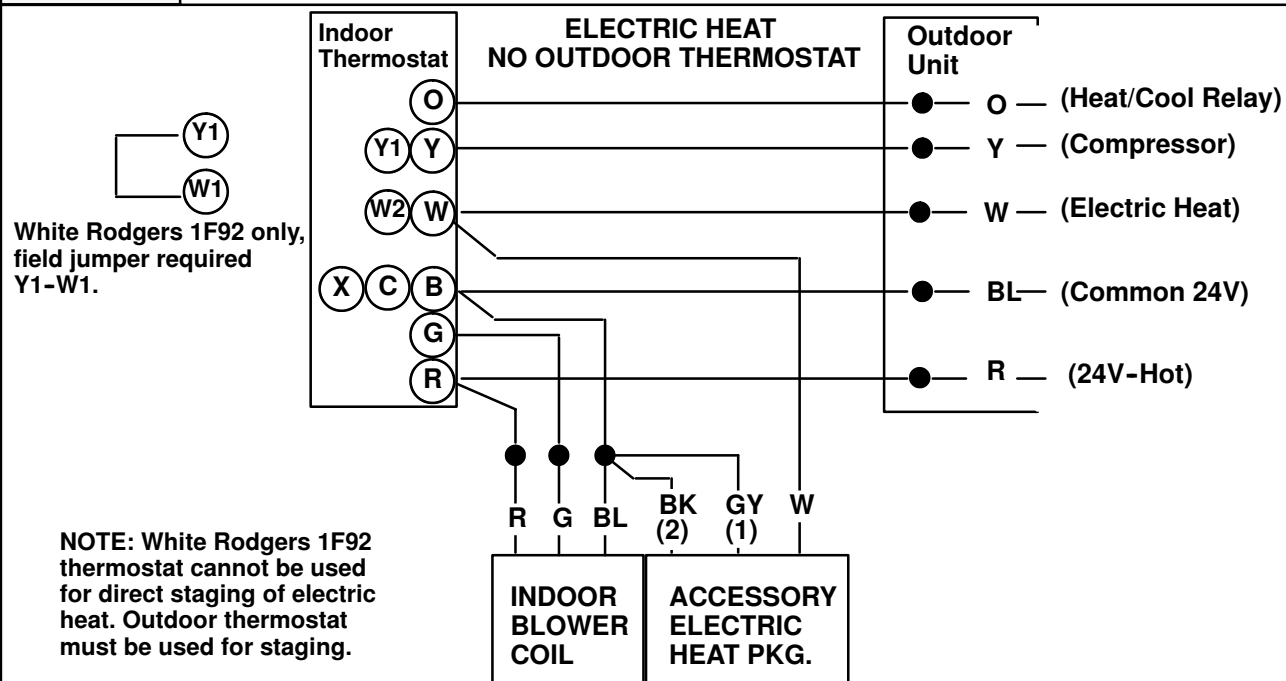 ELECTRIC HEAT
NO OUTDOOR THERMOSTAT
Indoor
Thermostat
Outdoor
Unit
O
O
(Heat/Cool Relay)
Y1
Y1
Y
Y
(Compressor)
W1
W2
W
W
(Electric Heat)
White Rodgers 1F92 only,
field jumper required
Y1-W1.
X
C
B
BL
(Common 24V)
G
R
R
(24V-Hot)
R
G
BL
BK
(2)
GY
(1)
W
NOTE: White Rodgers 1F92
thermostat cannot be used
for direct staging of electric
heat. Outdoor thermostat
must be used for staging.
INDOOR
BLOWER
COIL
ACCESSORY
ELECTRIC
HEAT PKG.